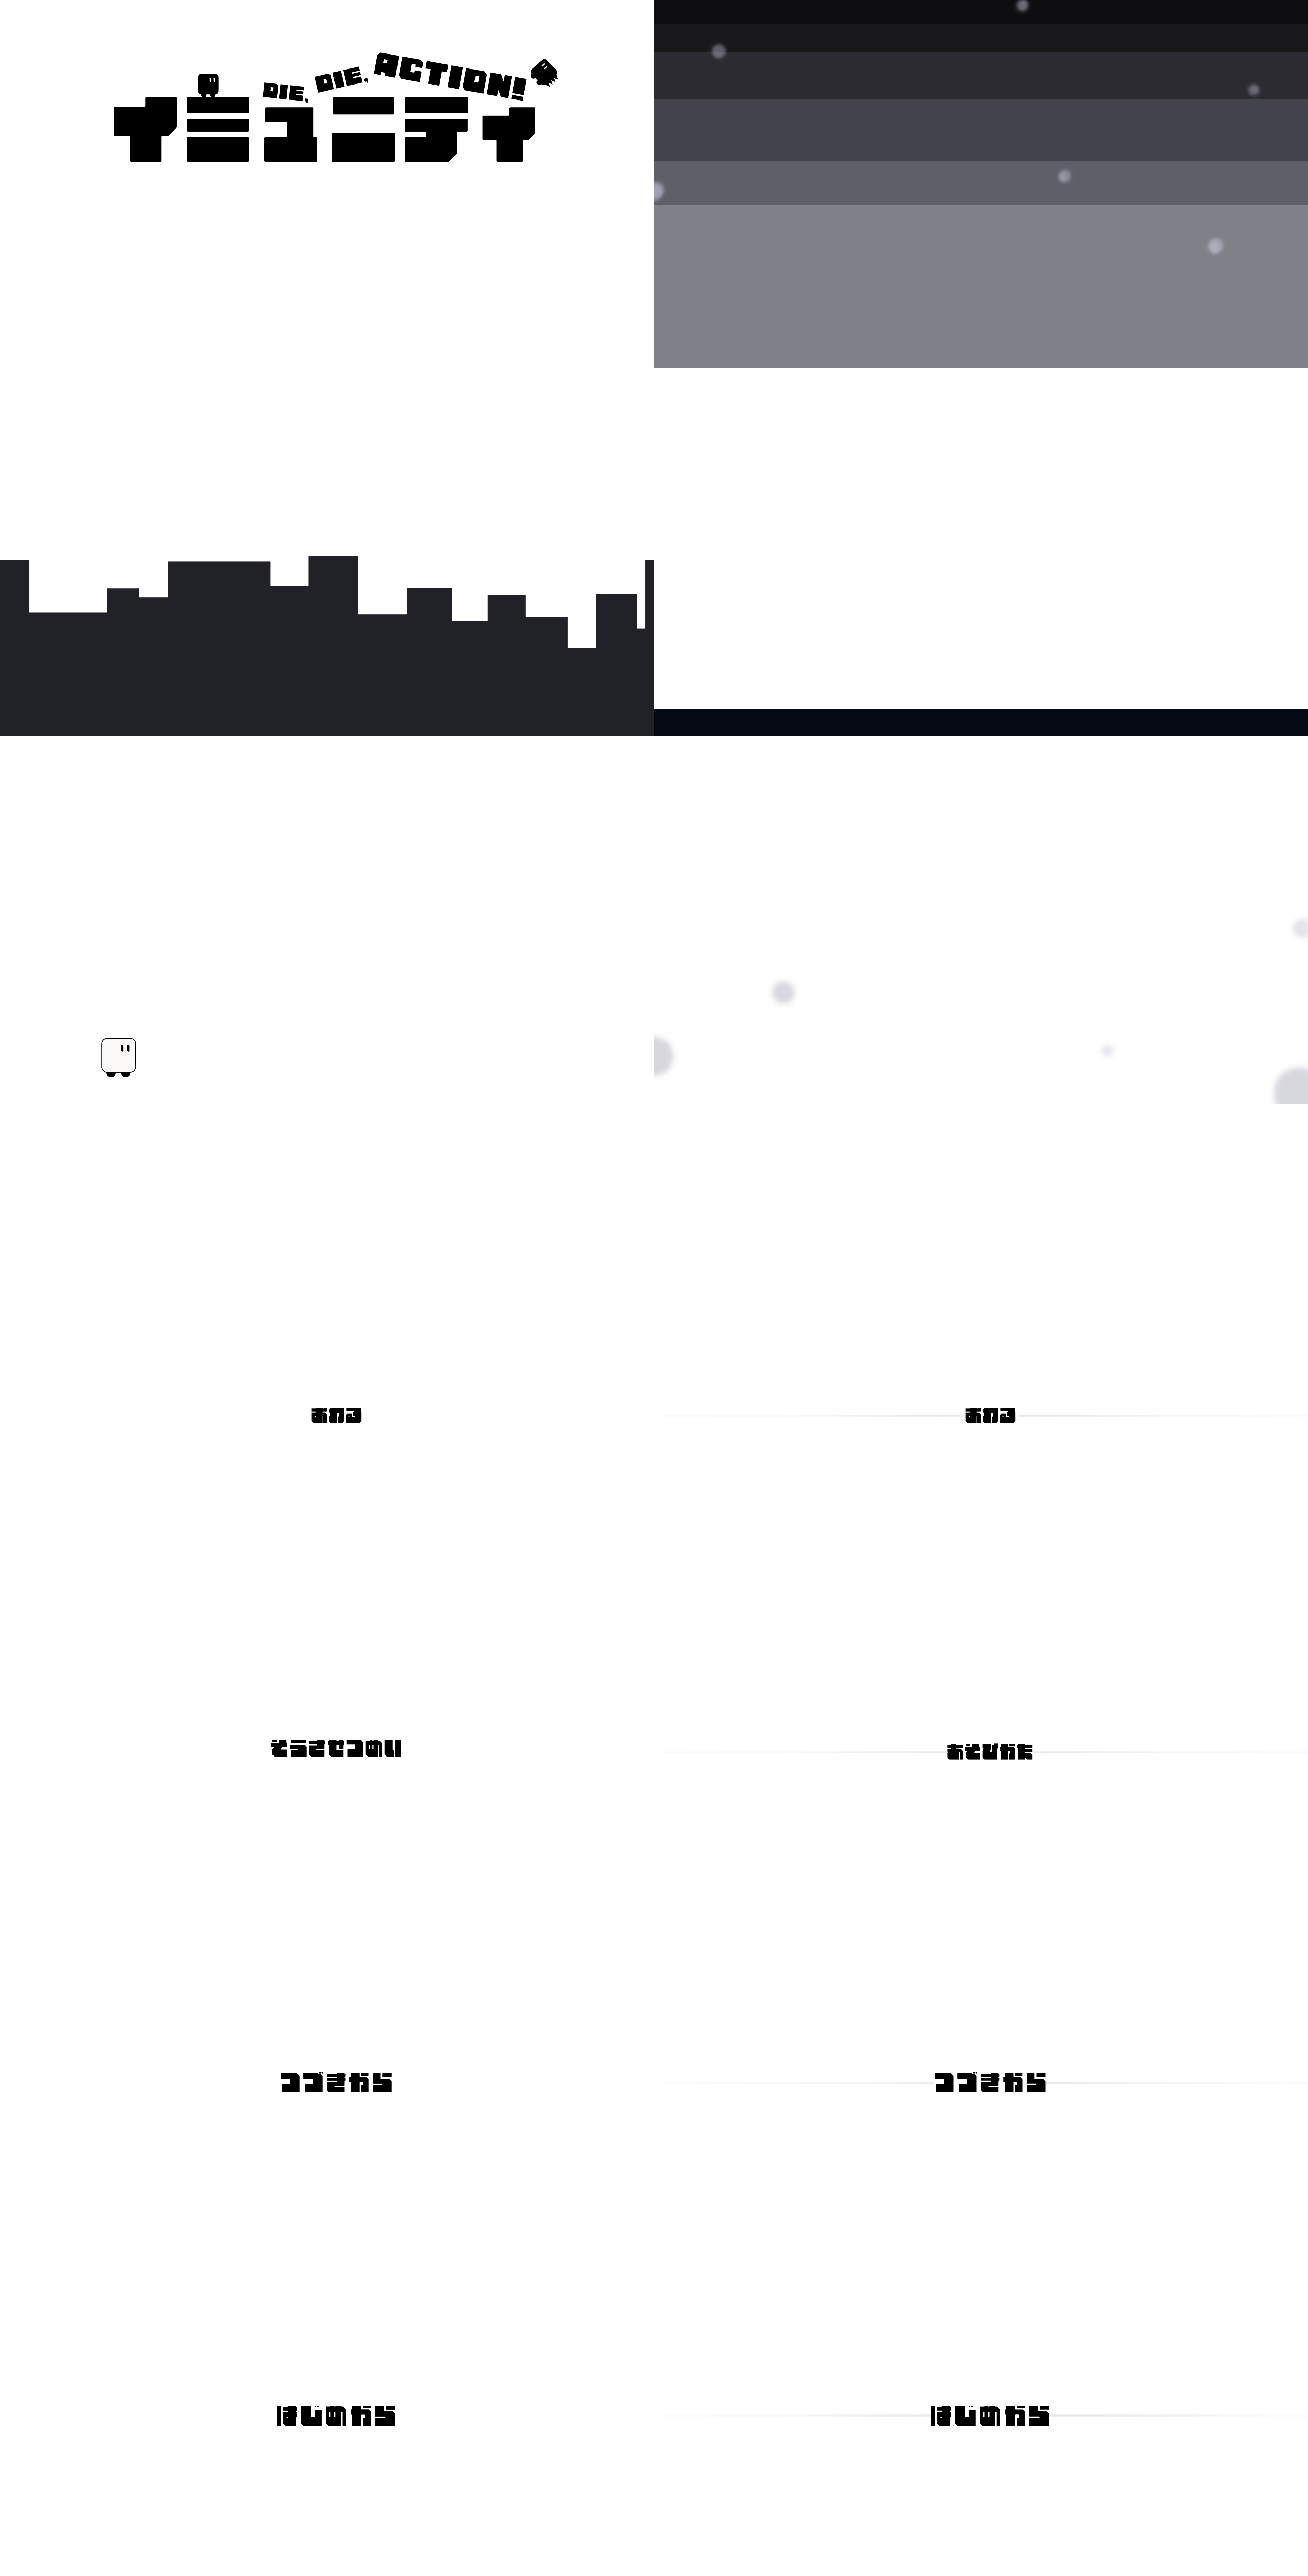 DIE, DIE, ACTION!
イミュニティ
おわる
おわる
そうさせつめい
あそびかた
つづきから
つづきから
はじめから
はじめから